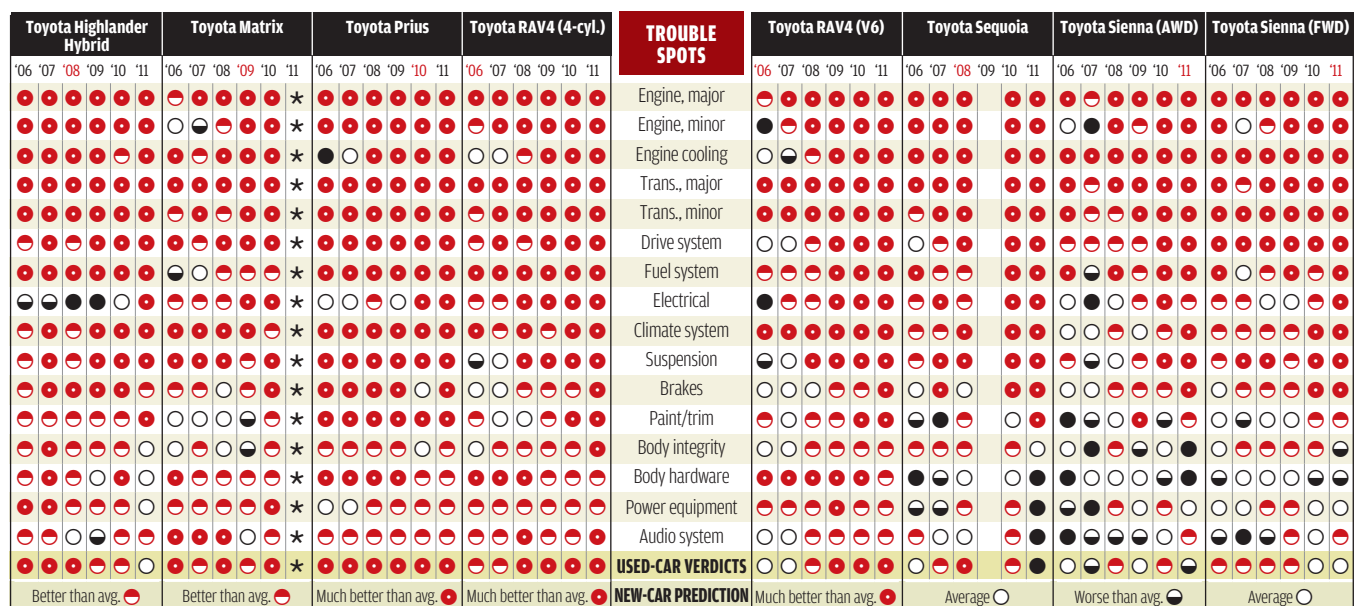 Toyota Highlander Hybrid
Toyota Matrix
Toyota Prius
Toyota RAV4 (4-cyl.)
TROUBLE SPOTS
Toyota RAV4 (V6)
Toyota Sequoia
Toyota Sienna (AWD)
Toyota Sienna (FWD)
‘06 ‘07 ‘08 ‘09 ‘10 ‘11 ‘06 ‘07 ‘08 ‘09 ‘10 ‘11 ‘06 ‘07 ‘08 ‘09 ‘10 ‘11 ‘06 ‘07 ‘08 ‘09 ‘10 ‘11 ‘06 ‘07 ‘08 ‘09 ‘10 ‘11 ‘06 ‘07 ‘08 ‘09 ‘10 ‘11 ‘06 ‘07 ‘08 ‘09 ‘10 ‘11 ‘06 ‘07 ‘08 ‘09 ‘10 ‘11
* Engine, major
* Engine, minor
* Engine cooling
* Trans., major
* Trans., minor
* Drive system
* Fuel system
* Electrical
* Climate system
* Suspension
* Brakes
* Paint/trim
* Body integrity
* Body hardware
* Power equipment
* Audio system
* USED-CAR VERDICTS
Better than avg. Better than avg. Much better than avg. Much better than avg. NEW-CAR PREDICTION Much better than avg. Average Worse than avg. Average